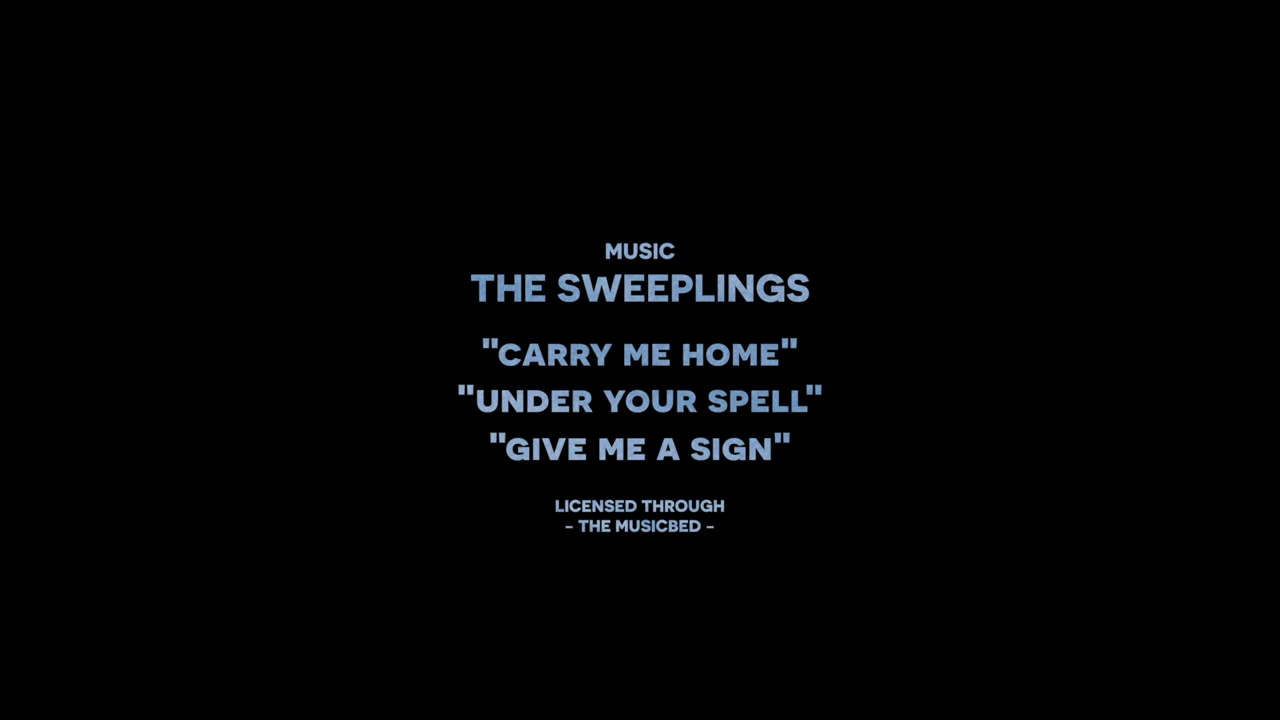 MUSIC
THE SWEEPLINGS
"CARRY ME HOME"
"UNDER YOUR SPELL"
"GIVE ME A SIGN"
LICENSED THROUGH
- THE MUSICBED -